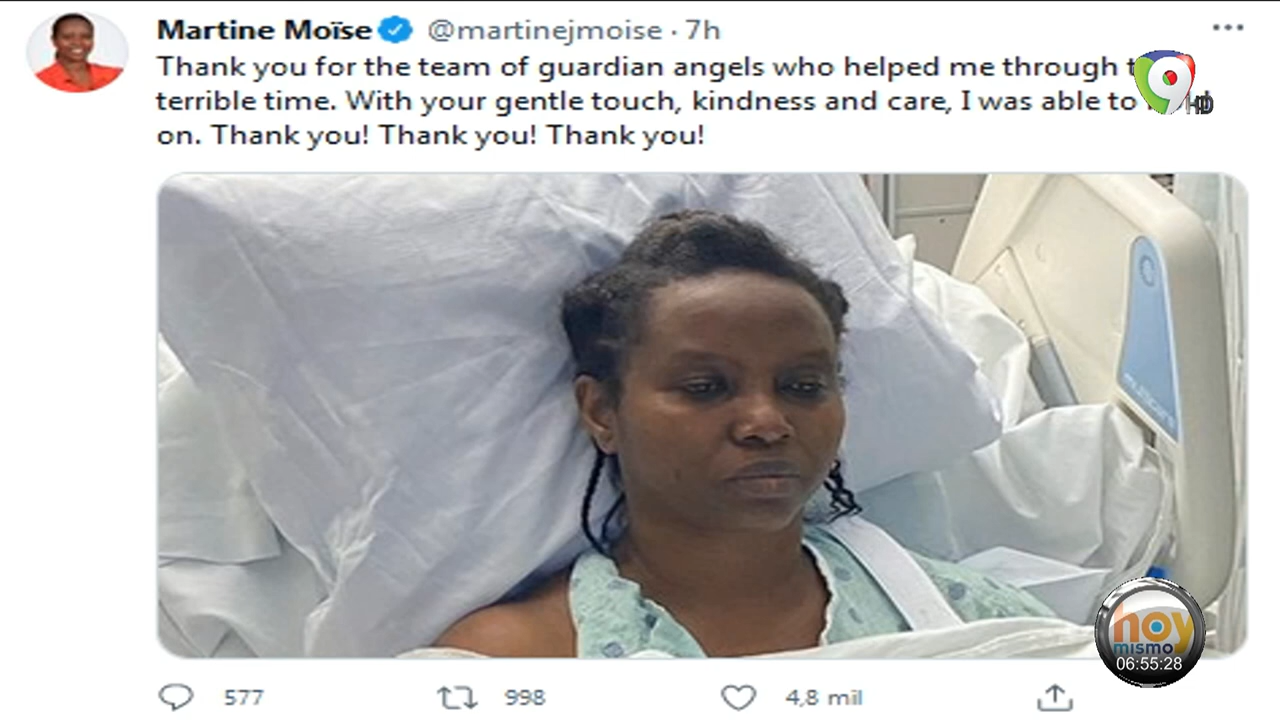 Martine Moïse @martinejmoise · 7h
Thank you for the team of guardian angels who helped me through
terrible time. With your gentle touch, kindness and care, I was able to
on. Thank you! Thank you! Thank you!
9
HD
hoy
mismo
06:55:28
577 998 4,8 mil